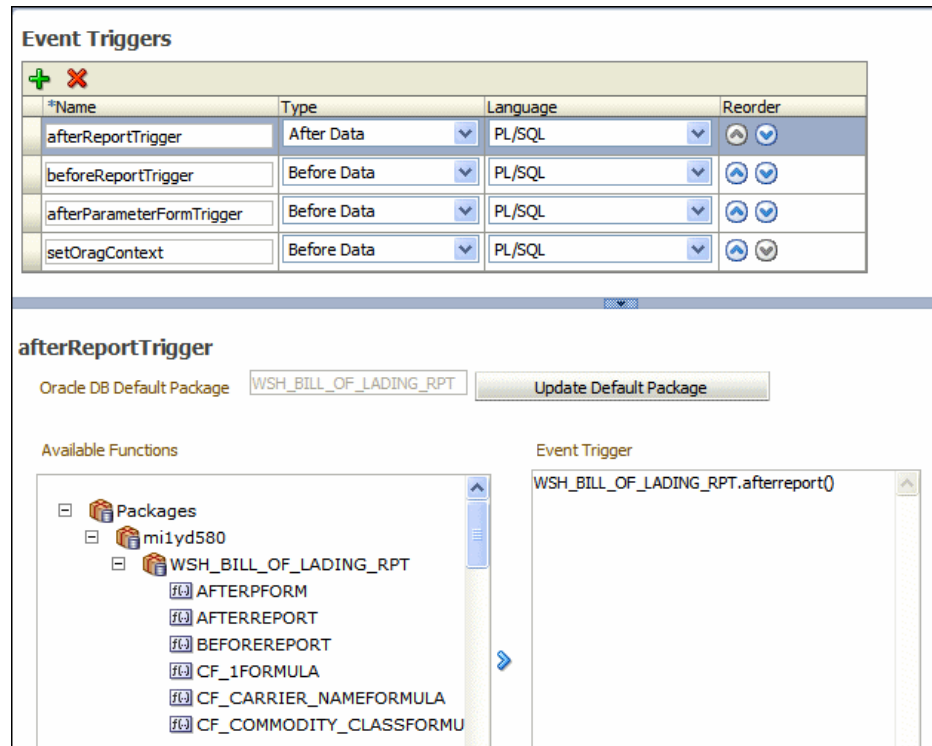 Event Triggers
*Name Type Language Reorder
afterReportTrigger After Data PL/SQL
beforeReportTrigger Before Data PL/SQL
afterParameterFormTrigger Before Data PL/SQL
setOragContext Before Data PL/SQL
afterReportTrigger
Oracle DB Default Package WSH_BILL_OF_LADING_RPT Update Default Package
Available Functions Event Trigger
WSH_BILL_OF_LADING_RPT.afterreport()
Packages
mi1yd580
WSH_BILL_OF_LADING_RPT
f(.) AFTERPFORM
f(.) AFTERREPORT
f(.) BEFOREREPORT
f(.) CF_1FORMULA
f(.) CF_CARRIER_NAMEFORMULA
f(.) CF_COMMODITY_CLASSFORMU